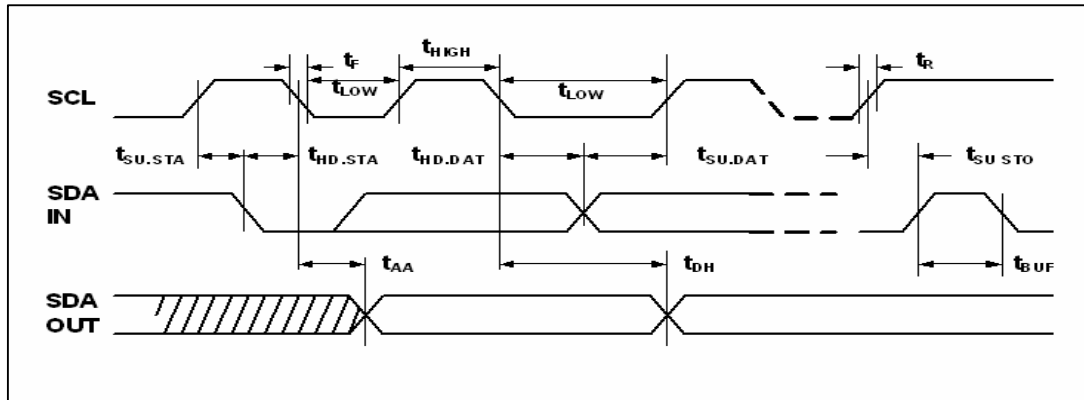 tHIGH
tF
tR
tLOW
tLOW
SCL
tSU.STA
tHD.STA
tHD.DAT
tSU.DAT
tSU STO
SDA
IN
tAA
tDH
tBUF
SDA
OUT